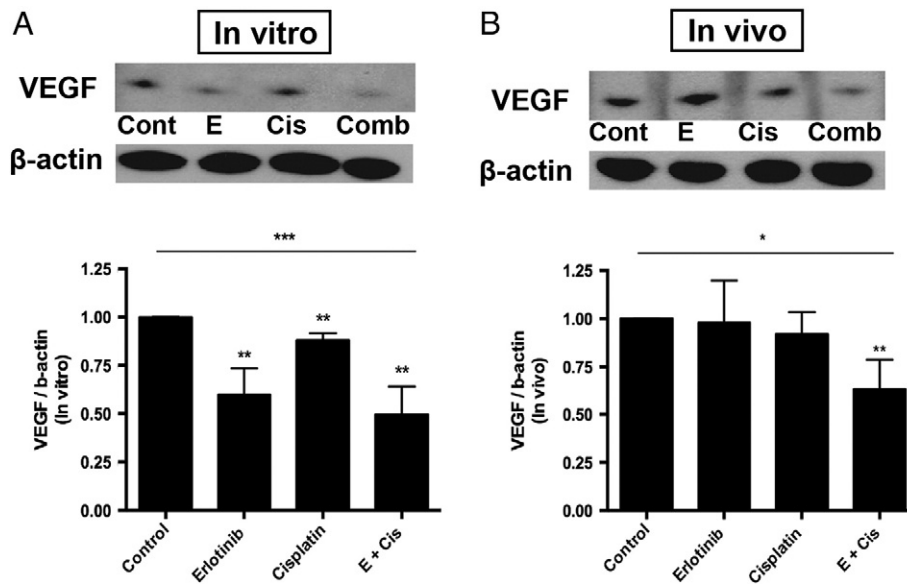 A
In vitro
VEGF
Cont E Cis Comb
β-actin
***
1.25
1.00
0.75
0.50
0.25
0.00
VEGF / b-actin
(In vitro)
**
**
**
Control
Erlotinib
Cisplatin
E + Cis
B
In vivo
VEGF
Cont E Cis Comb
β-actin
*
1.25
1.00
0.75
0.50
0.25
0.00
VEGF / b-actin
(In vivo)
**
Control
Erlotinib
Cisplatin
E + Cis